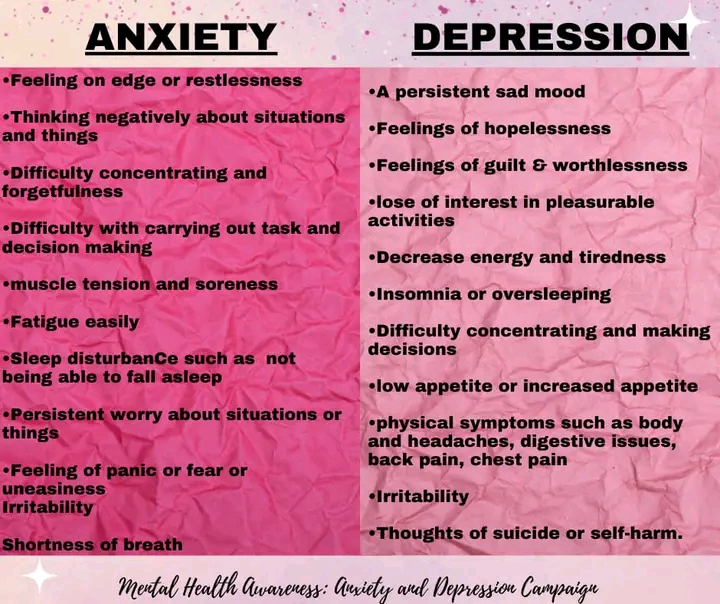 ANXIETY
•Feeling on edge or restlessness
•Thinking negatively about situations
and things
•Difficulty concentrating and
forgetfulness
•Difficulty with carrying out task and
decision making
•muscle tension and soreness
•Fatigue easily
•Sleep disturbanCe such as  not
being able to fall asleep
•Persistent worry about situations or
things
•Feeling of panic or fear or
uneasiness
Irritability
Shortness of breath
DEPRESSION
•A persistent sad mood
•Feelings of hopelessness
•Feelings of guilt & worthlessness
•lose of interest in pleasurable
activities
•Decrease energy and tiredness
•Insomnia or oversleeping
•Difficulty concentrating and making
decisions
•low appetite or increased appetite
•physical symptoms such as body
and headaches, digestive issues,
back pain, chest pain
•Irritability
•Thoughts of suicide or self-harm.
Mental Health Awareness: Anxiety and Depression Campaign